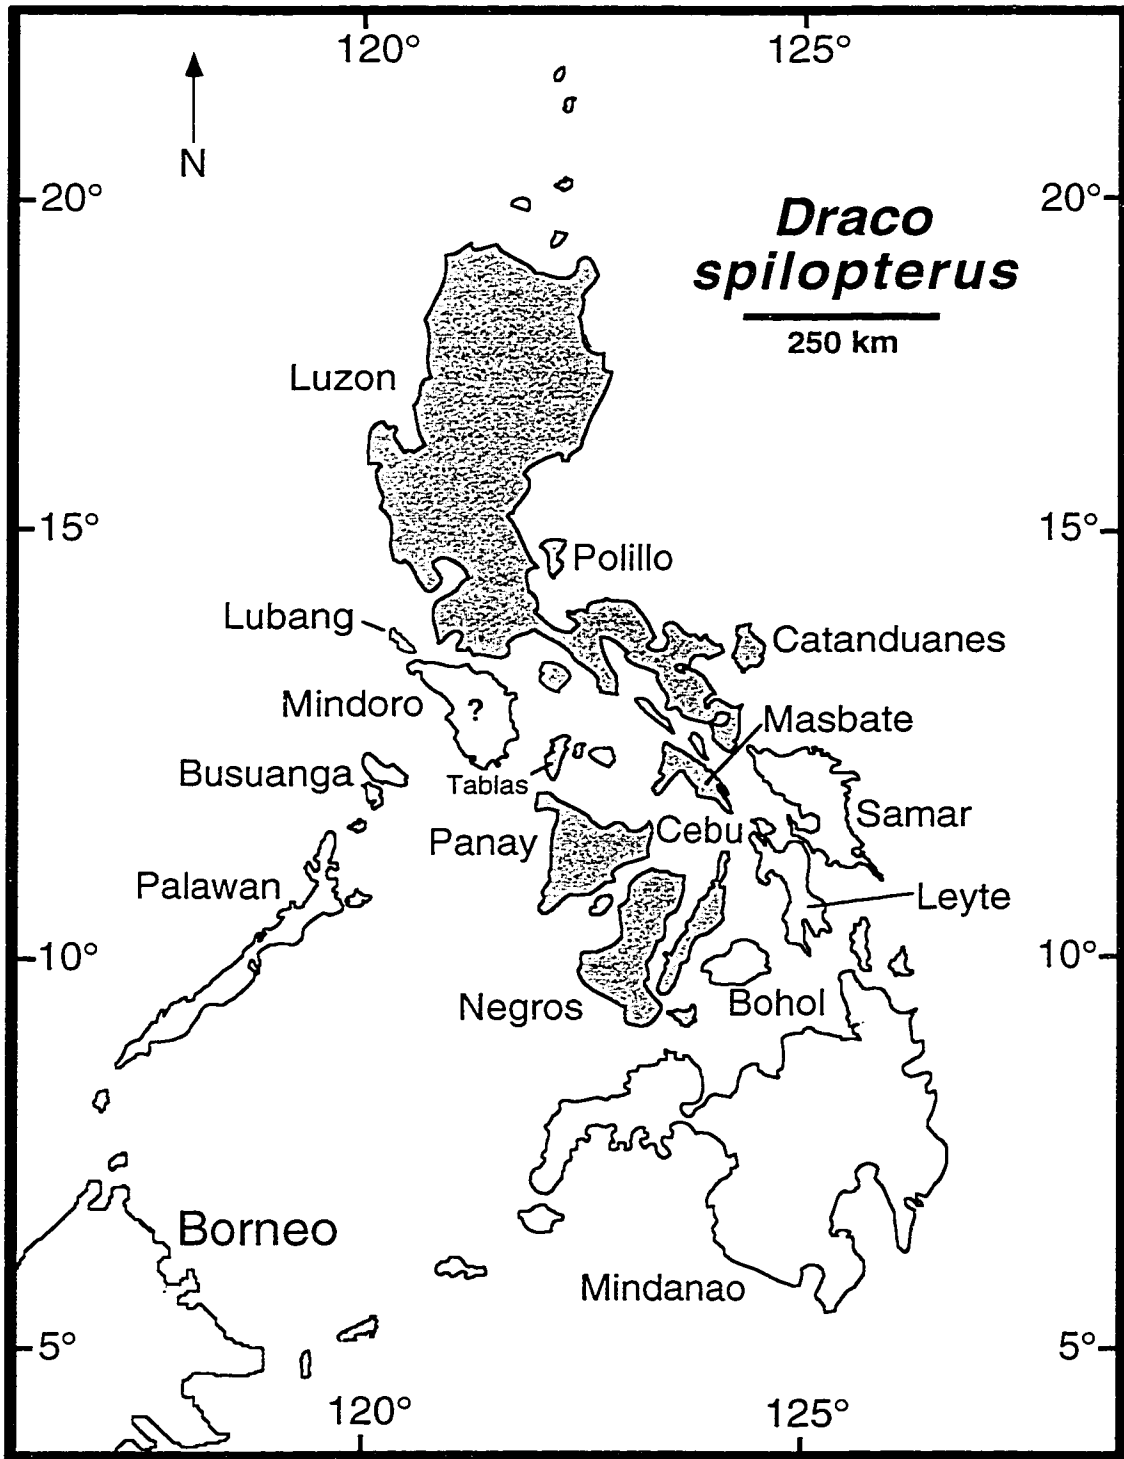 120°
125°
N
20°
20°
Draco
spilopterus
250 km
Luzon
15°
15°
Polillo
Lubang
Catanduanes
Mindoro
?
Masbate
Busuanga
Tablas
Samar
Panay
Cebu
Palawan
Leyte
10°
10°
Negros
Bohol
Borneo
Mindanao
5°
5°
120°
125°